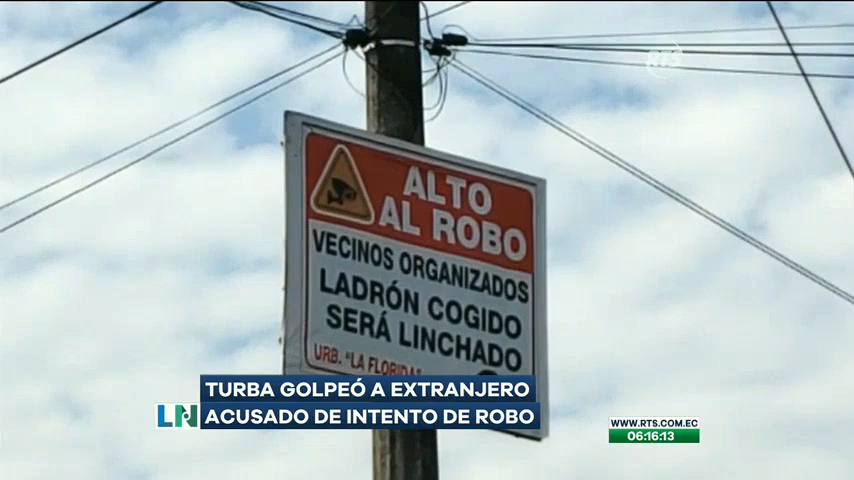 RTS
ALTO
AL ROBO
VECINOS ORGANIZADOS
LADRÓN COGIDO
SERÁ LINCHADO
URB. "LA FLORIDA"
TURBA GOLPEÓ A EXTRANJERO
LN ACUSADO DE INTENTO DE ROBO
WWW.RTS.COM.EC
06:16:13